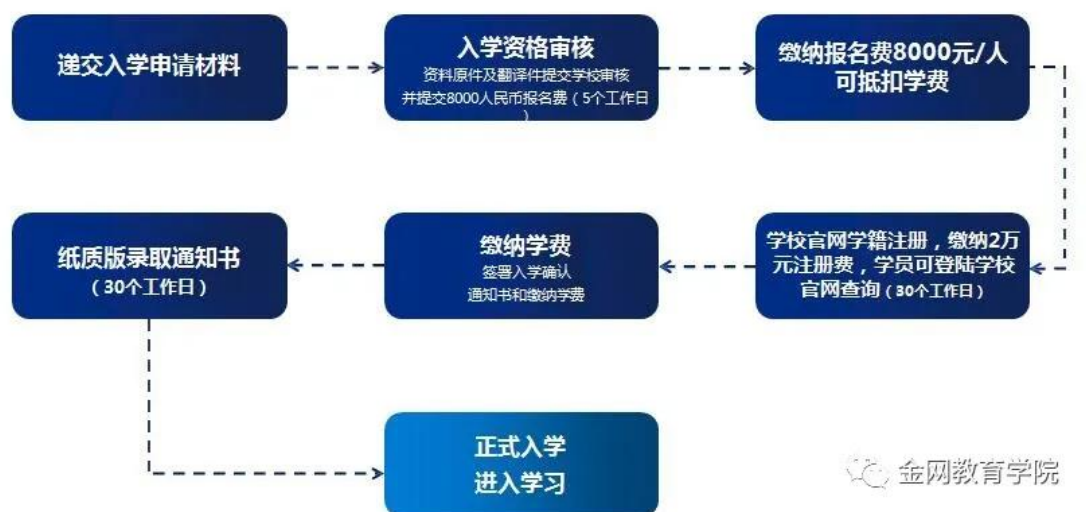 递交入学申请材料
入学资格审核
资料原件及翻译件提交学校审核
并提交8000人民币报名费（5个工作日
）
缴纳报名费8000元/人
可抵扣学费
学校官网学籍注册，缴纳2万
元注册费，学员可登陆学校
官网查询（30个工作日）
缴纳学费
签署入学确认
通知书和缴纳学费
纸质版录取通知书
（30个工作日）
正式入学
进入学习
金网教育学院